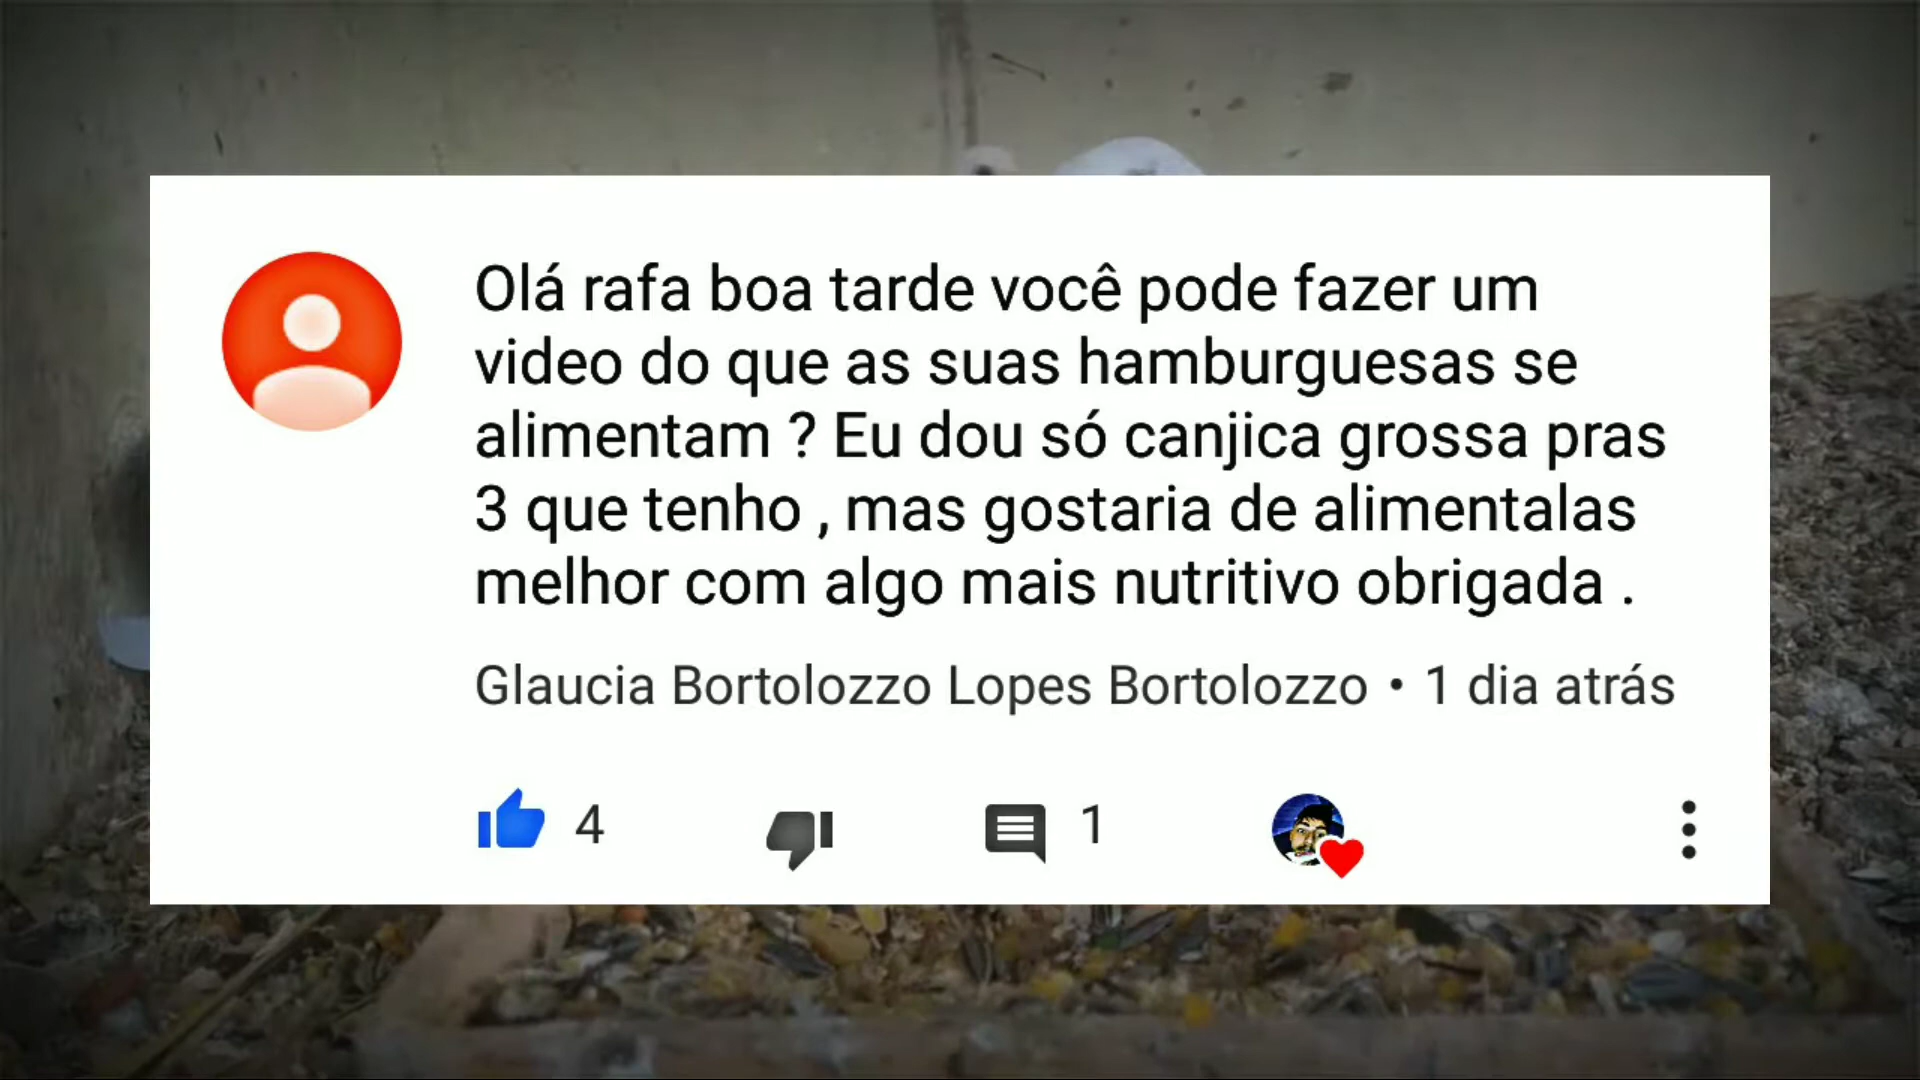 Olá rafa boa tarde você pode fazer um
video do que as suas hamburguesas se
alimentam ? Eu dou só canjica grossa pras
3 que tenho , mas gostaria de alimentalas
melhor com algo mais nutritivo obrigada .
Glaucia Bortolozzo Lopes Bortolozzo • 1 dia atrás
4 1